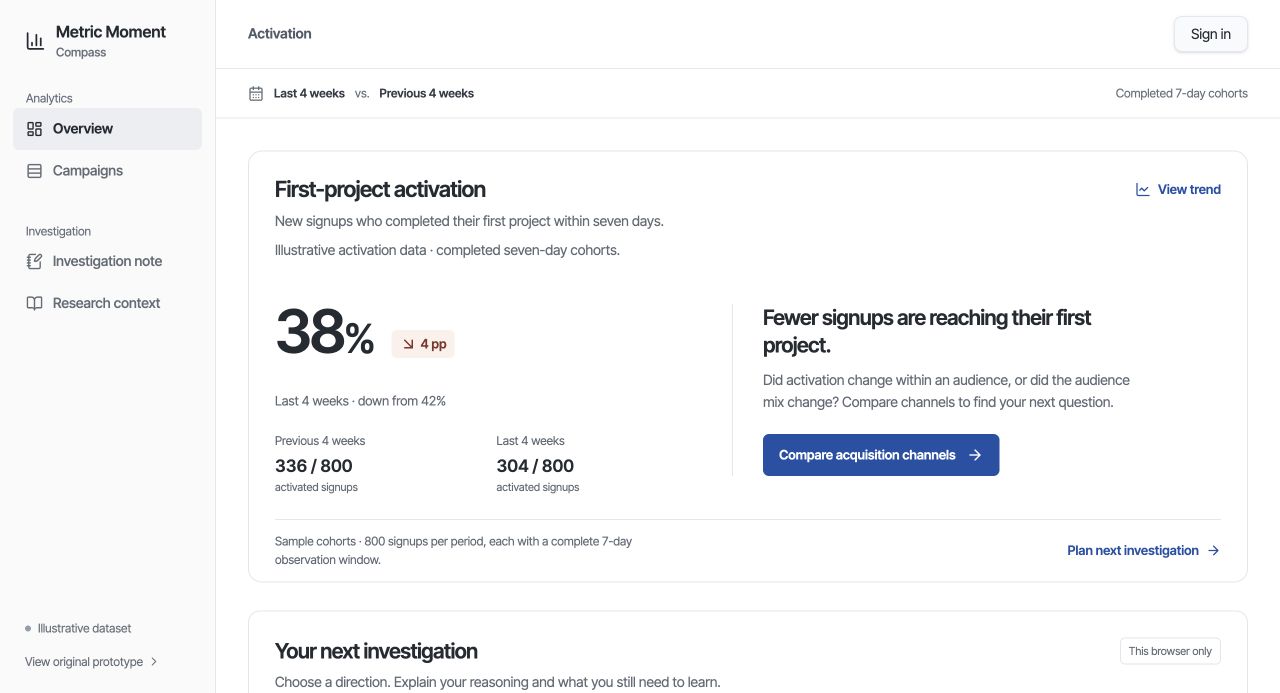 Metric Moment
Compass
Analytics
Overview
Campaigns
Investigation
Investigation note
Research context
Illustrative dataset
View original prototype
Activation
Sign in
Last 4 weeks vs. Previous 4 weeks
Completed 7-day cohorts
First-project activation
View trend
New signups who completed their first project within seven days.
Illustrative activation data · completed seven-day cohorts.
38%
4 pp
Last 4 weeks · down from 42%
Previous 4 weeks
336 / 800
activated signups
Last 4 weeks
304 / 800
activated signups
Fewer signups are reaching their first
project.
Did activation change within an audience, or did the audience
mix change? Compare channels to find your next question.
Compare acquisition channels
Sample cohorts · 800 signups per period, each with a complete 7-day
observation window.
Plan next investigation
Your next investigation
This browser only
Choose a direction. Explain your reasoning and what you still need to learn.